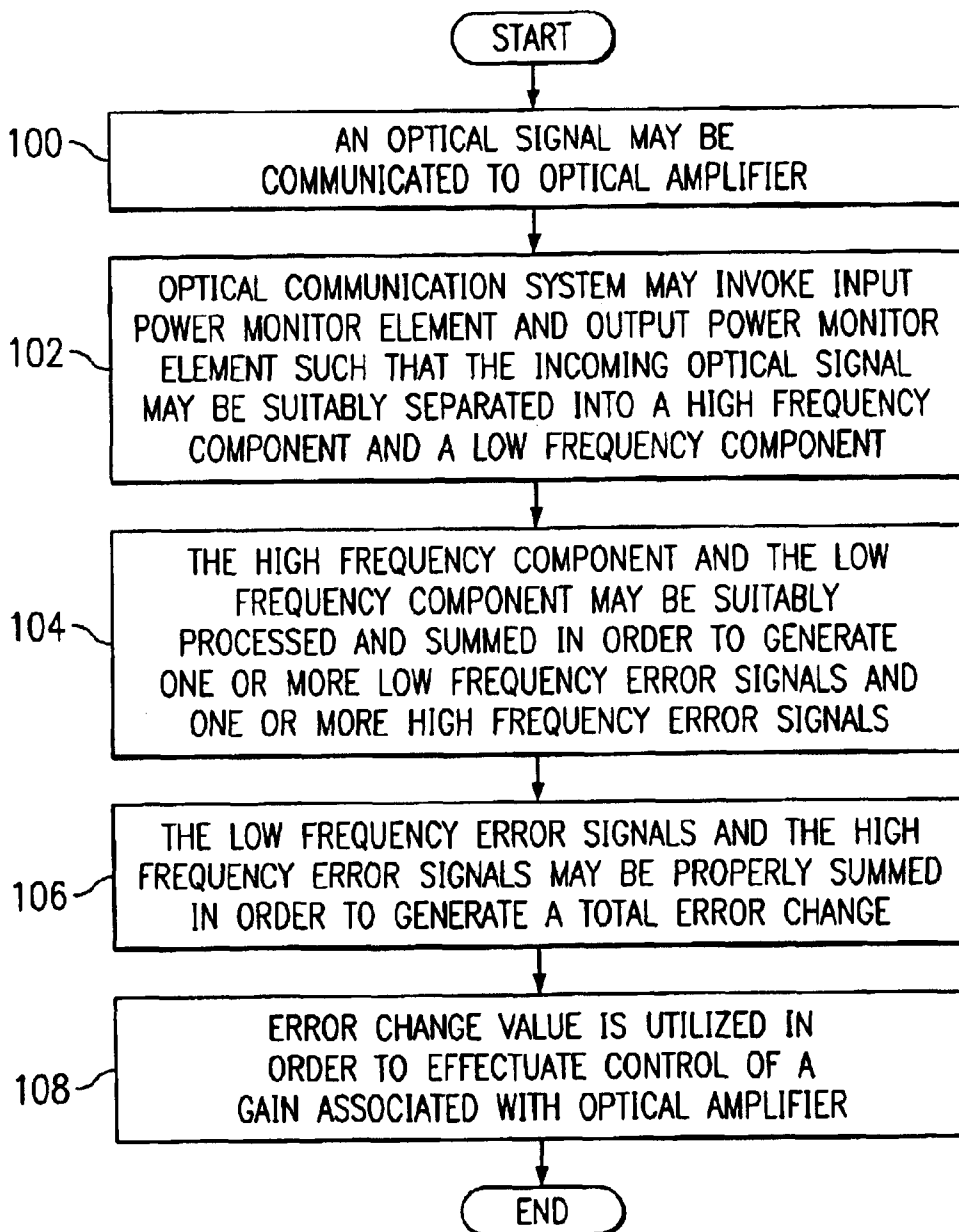 START
100
AN OPTICAL SIGNAL MAY BE
COMMUNICATED TO OPTICAL AMPLIFIER
102
OPTICAL COMMUNICATION SYSTEM MAY INVOKE INPUT
POWER MONITOR ELEMENT AND OUTPUT POWER MONITOR
ELEMENT SUCH THAT THE INCOMING OPTICAL SIGNAL
MAY BE SUITABLY SEPARATED INTO A HIGH FREQUENCY
COMPONENT AND A LOW FREQUENCY COMPONENT
104
THE HIGH FREQUENCY COMPONENT AND THE LOW
FREQUENCY COMPONENT MAY BE SUITABLY
PROCESSED AND SUMMED IN ORDER TO GENERATE
ONE OR MORE LOW FREQUENCY ERROR SIGNALS AND
ONE OR MORE HIGH FREQUENCY ERROR SIGNALS
106
THE LOW FREQUENCY ERROR SIGNALS AND THE HIGH
FREQUENCY ERROR SIGNALS MAY BE PROPERLY SUMMED
IN ORDER TO GENERATE A TOTAL ERROR CHANGE
108
ERROR CHANGE VALUE IS UTILIZED IN
ORDER TO EFFECTUATE CONTROL OF A
GAIN ASSOCIATED WITH OPTICAL AMPLIFIER
END